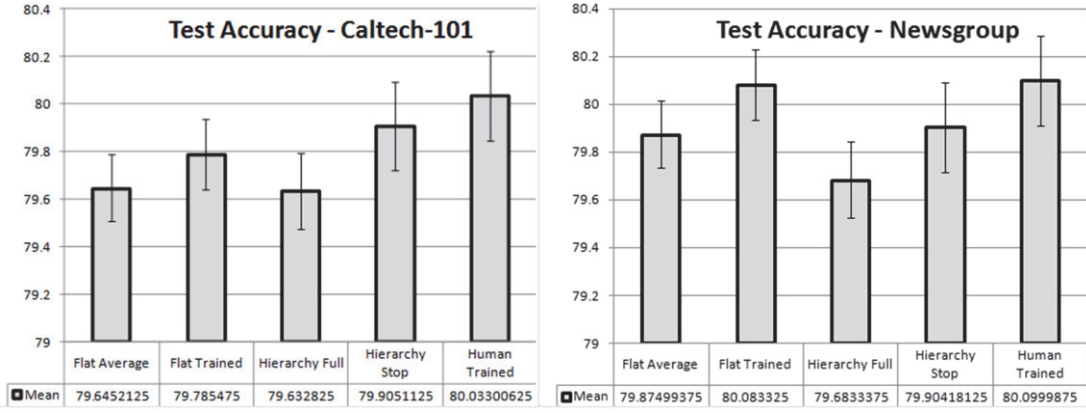 Test Accuracy - Caltech-101
80.4
80.2
80
79.8
79.6
79.4
79.2
79
Flat Average Flat Trained Hierarchy Full Hierarchy Stop Human Trained
Mean 79.6452125 79.785475 79.632825 79.9051125 80.03300625
Test Accuracy - Newsgroup
80.4
80.2
80
79.8
79.6
79.4
79.2
79
Flat Average Flat Trained Hierarchy Full Hierarchy Stop Human Trained
Mean 79.87499375 80.083325 79.6833375 79.90418125 80.0999875